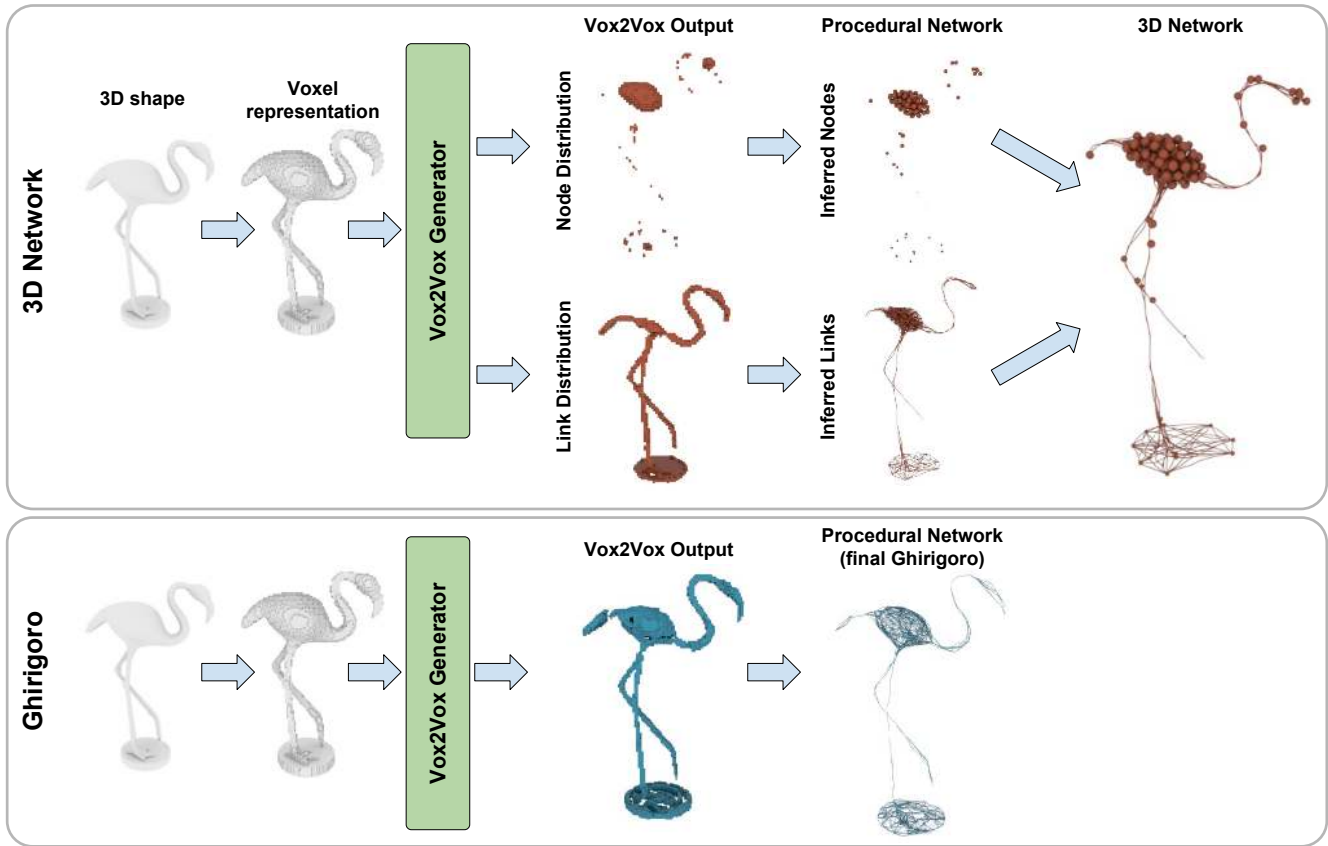 3D Network
3D shape
Voxel
representation
Vox2Vox Generator
Vox2Vox Output
Node Distribution
Link Distribution
Procedural Network
Inferred Nodes
Inferred Links
3D Network
Ghirigoro
Vox2Vox Generator
Vox2Vox Output
Procedural Network
(final Ghirigoro)